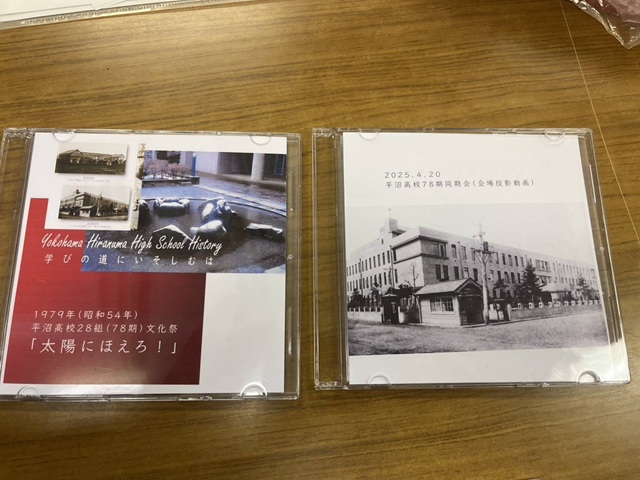 Yokohama Hiranuma High School History
学びの道にいそしむは
1979年(昭和54年)
平沼高校28組(78期)文化祭
「太陽にほえろ!」
2025.4.20
平沼高校78期同期会(会場投影動画)